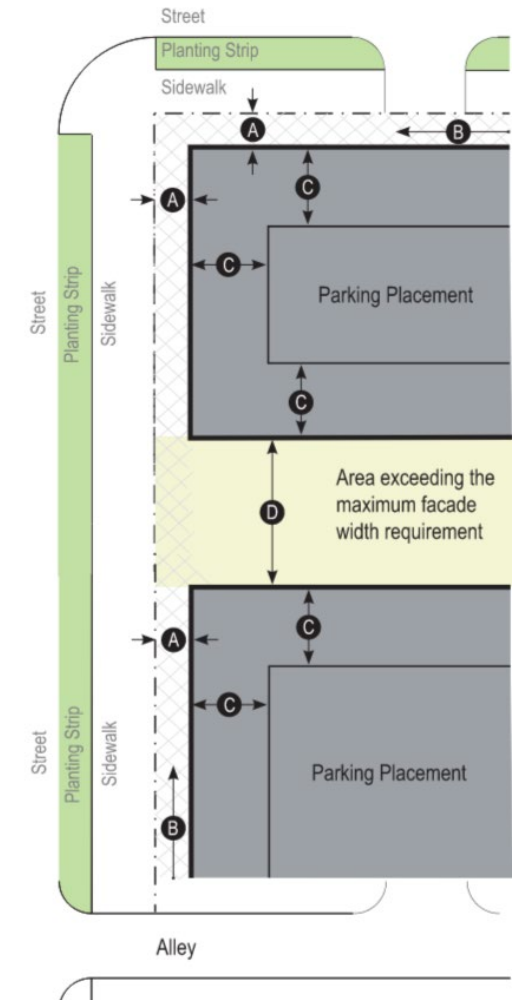 Street
Planting Strip
Sidewalk
A
B
C
A
C
Parking Placement
Street
Planting Strip
Sidewalk
C
Area exceeding the
maximum facade
width requirement
D
C
A
C
Street
Planting Strip
Sidewalk
Parking Placement
B
Alley